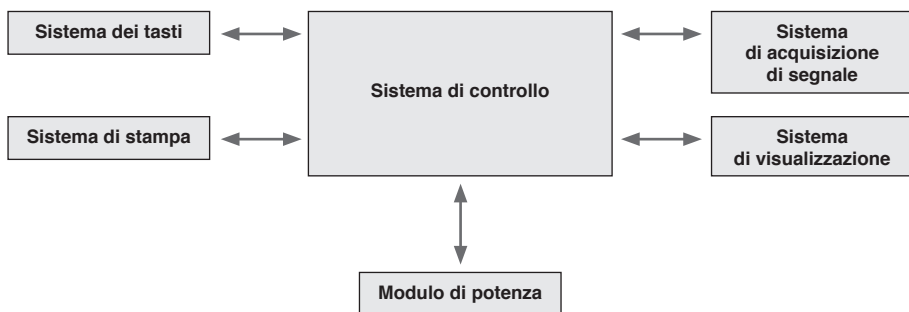 Sistema dei tasti
Sistema di stampa
Sistema di controllo
Sistema
di acquisizione
di segnale
Sistema
di visualizzazione
Modulo di potenza